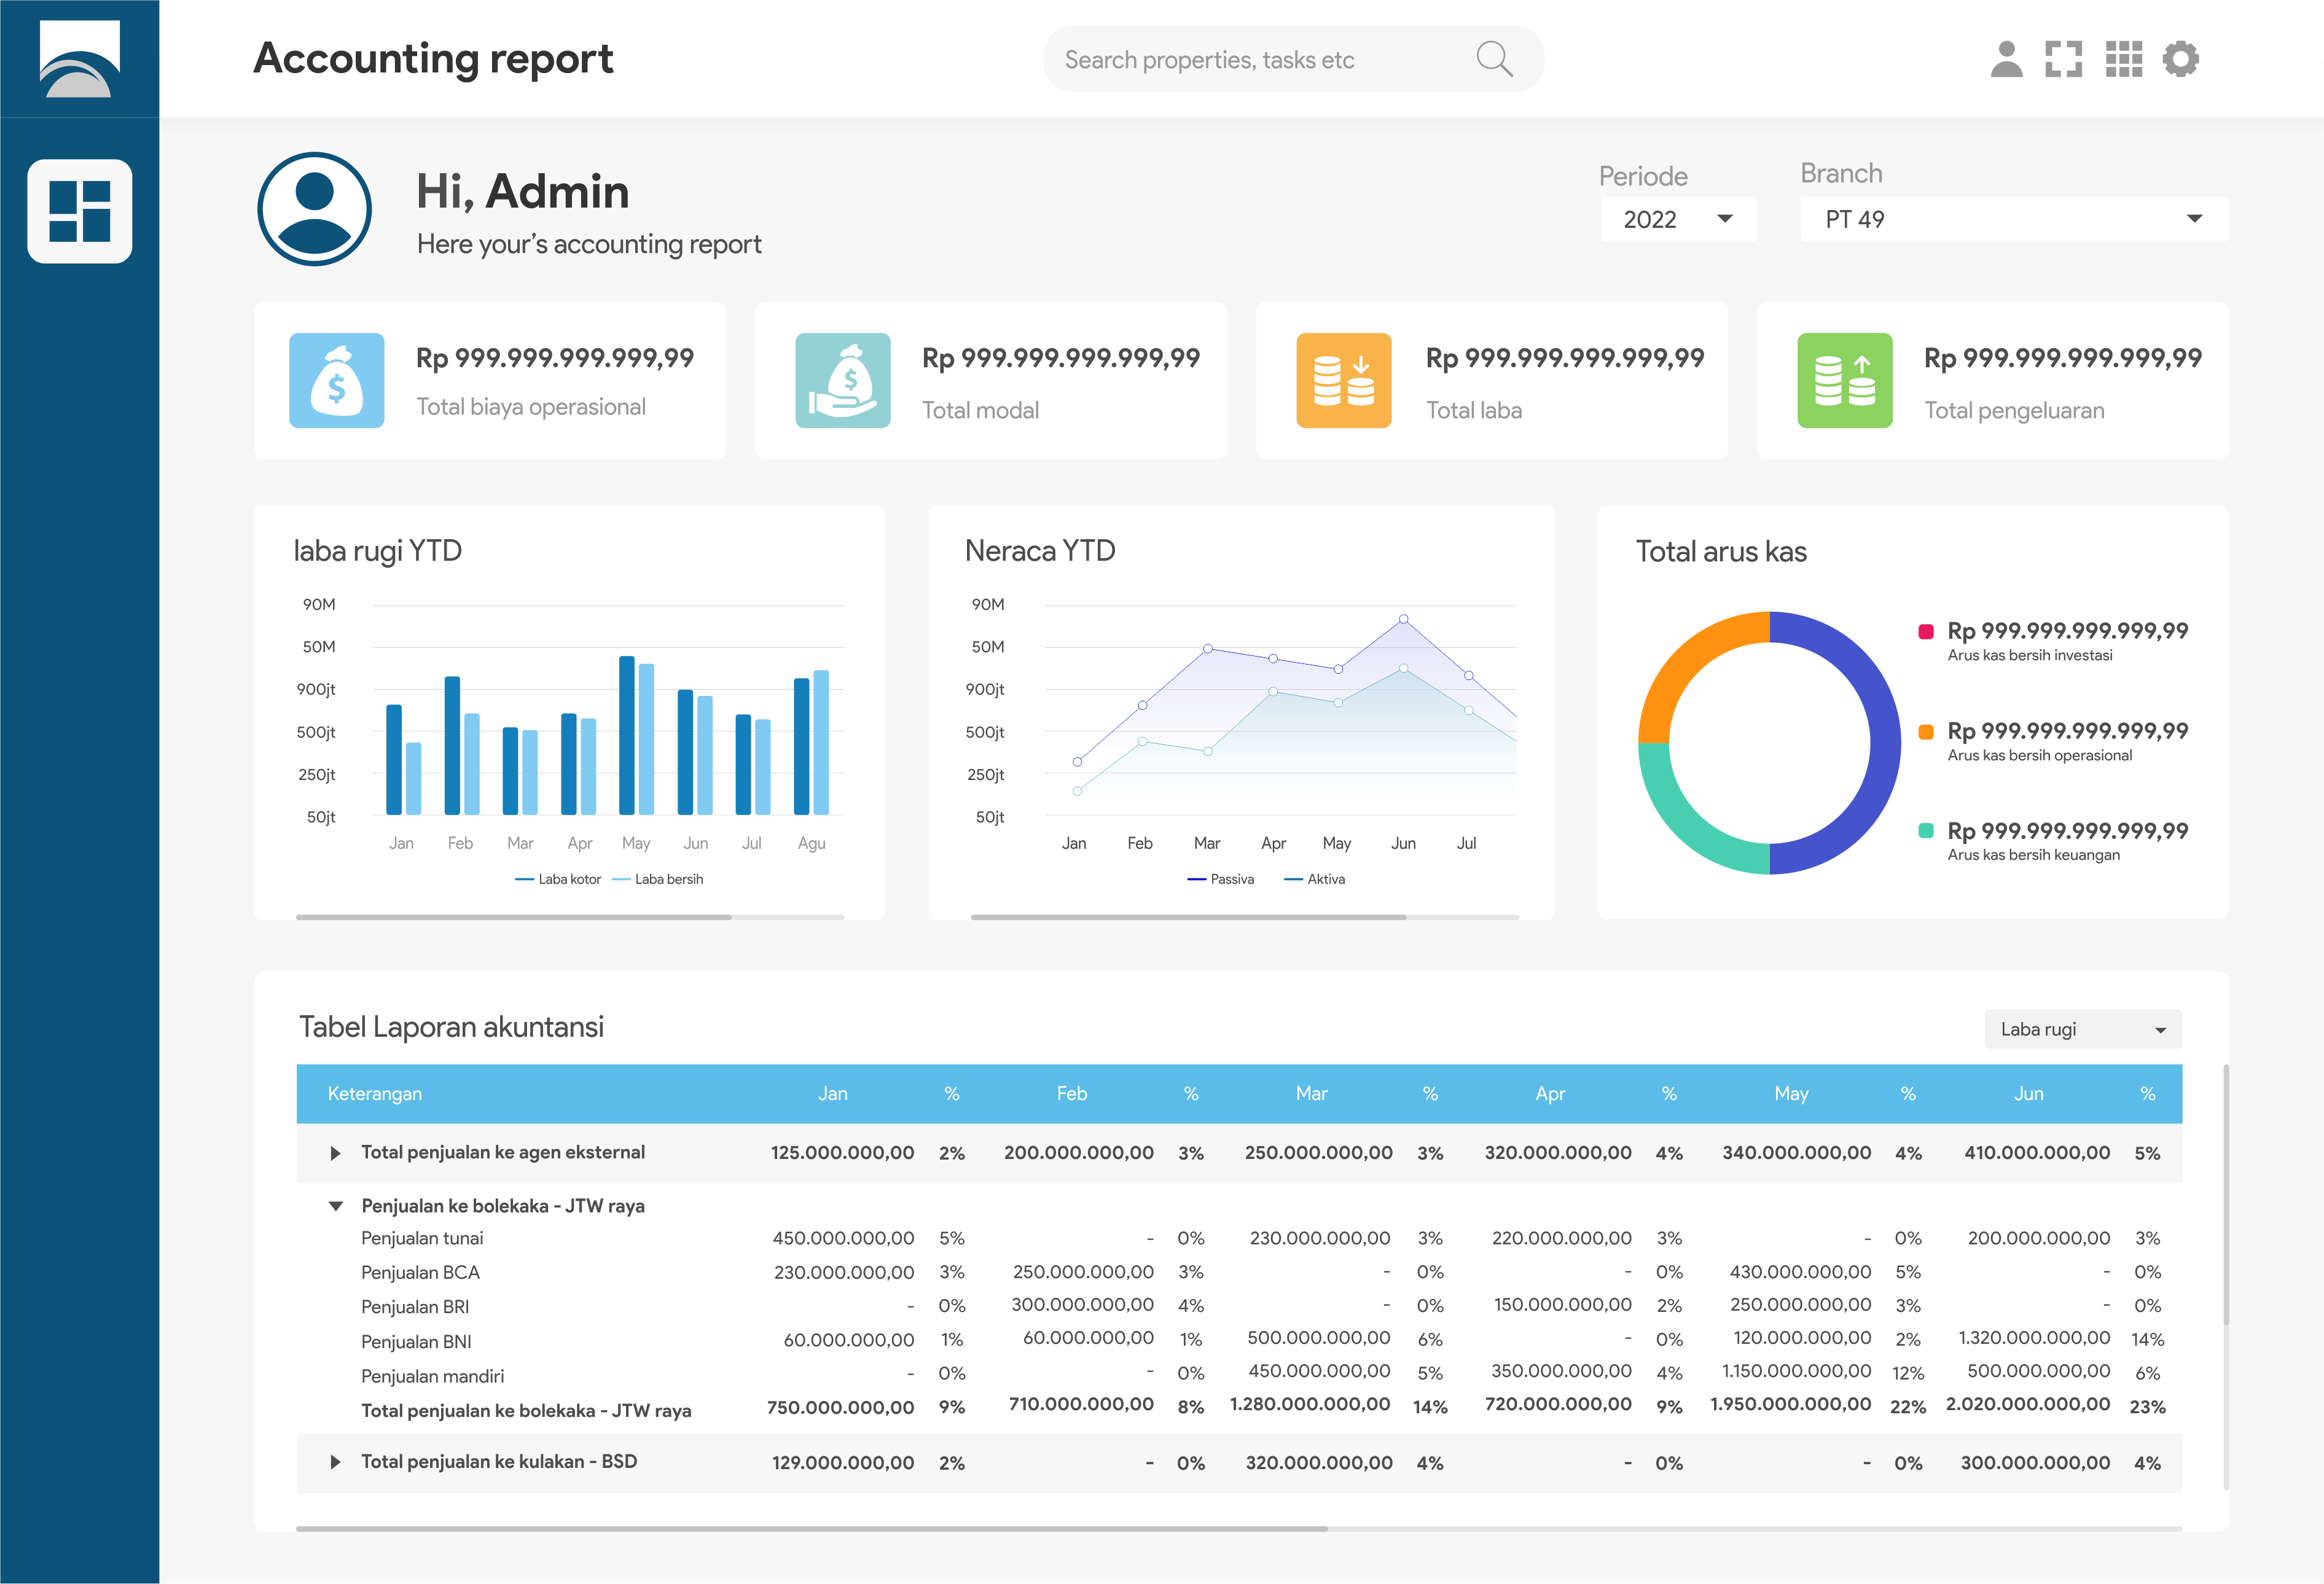 Accounting report
Search properties, tasks etc
Hi, Admin
Here your's accounting report
Periode
2022
Branch
PT 49
Rp 999.999.999.999,99
Total biaya operasional
Rp 999.999.999.999,99
Total modal
Rp 999.999.999.999,99
Total laba
Rp 999.999.999.999,99
Total pengeluaran
laba rugi YTD
90M
50M
900jt
500jt
250jt
50jt
Jan Feb Mar Apr May Jun Jul Agu
Laba kotor Laba bersih
Neraca YTD
90M
50M
900jt
500jt
250jt
50jt
Jan Feb Mar Apr May Jun Jul
Passiva Aktiva
Total arus kas
Rp 999.999.999.999,99
Arus kas bersih investasi
Rp 999.999.999.999,99
Arus kas bersih operasional
Rp 999.999.999.999,99
Arus kas bersih keuangan
Tabel Laporan akuntansi
Laba rugi
Keterangan Jan % Feb % Mar % Apr % May % Jun %
Total penjualan ke agen eksternal 125.000.000,00 2% 200.000.000,00 3% 250.000.000,00 3% 320.000.000,00 4% 340.000.000,00 4% 410.000.000,00 5%
Penjualan ke bolekaka - JTW raya
Penjualan tunai 450.000.000,00 5% - 0% 230.000.000,00 3% 220.000.000,00 3% - 0% 200.000.000,00 3%
Penjualan BCA 230.000.000,00 3% 250.000.000,00 3% - 0% - 0% 430.000.000,00 5% - 0%
Penjualan BRI - 0% 300.000.000,00 4% - 0% 150.000.000,00 2% 250.000.000,00 3% - 0%
Penjualan BNI 60.000.000,00 1% 60.000.000,00 1% 500.000.000,00 6% - 0% 120.000.000,00 2% 1.320.000.000,00 14%
Penjualan mandiri - 0% - 0% 450.000.000,00 5% 350.000.000,00 4% 1.150.000.000,00 12% 500.000.000,00 6%
Total penjualan ke bolekaka - JTW raya 750.000.000,00 9% 710.000.000,00 8% 1.280.000.000,00 14% 720.000.000,00 9% 1.950.000.000,00 22% 2.020.000.000,00 23%
Total penjualan ke kulakan - BSD 129.000.000,00 2% - 0% 320.000.000,00 4% - 0% - 0% 300.000.000,00 4%